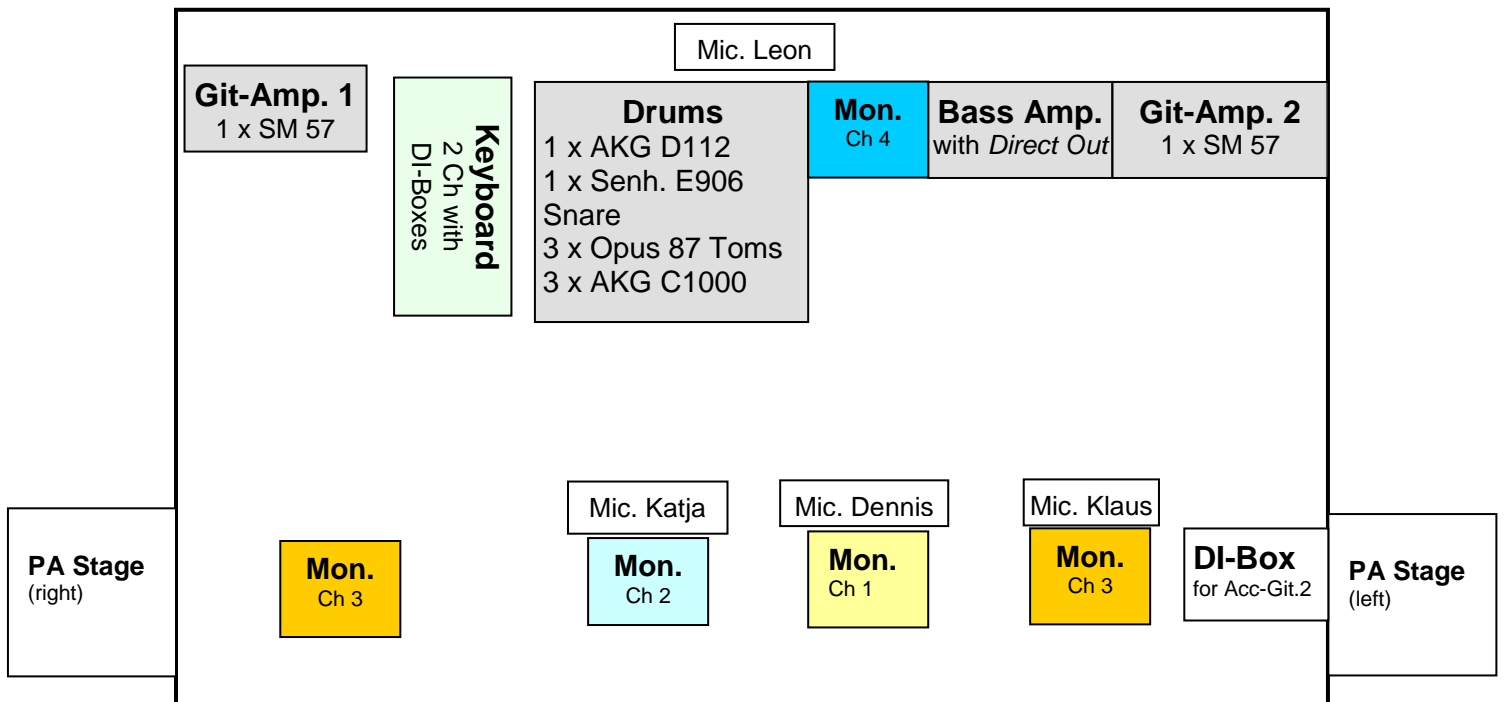 Mic. Leon
Git-Amp. 1
1 x SM 57
Keyboard
2 Ch with
DI-Boxes
Drums
1 x AKG D112
1 x Senh. E906
Snare
3 x Opus 87 Toms
3 x AKG C1000
Mon.
Ch 4
Bass Amp.
with Direct Out
Git-Amp. 2
1 x SM 57
Mic. Katja
Mic. Dennis
Mic. Klaus
PA Stage
(right)
Mon.
Ch 3
Mon.
Ch 2
Mon.
Ch 1
Mon.
Ch 3
DI-Box
for Acc-Git.2
PA Stage
(left)